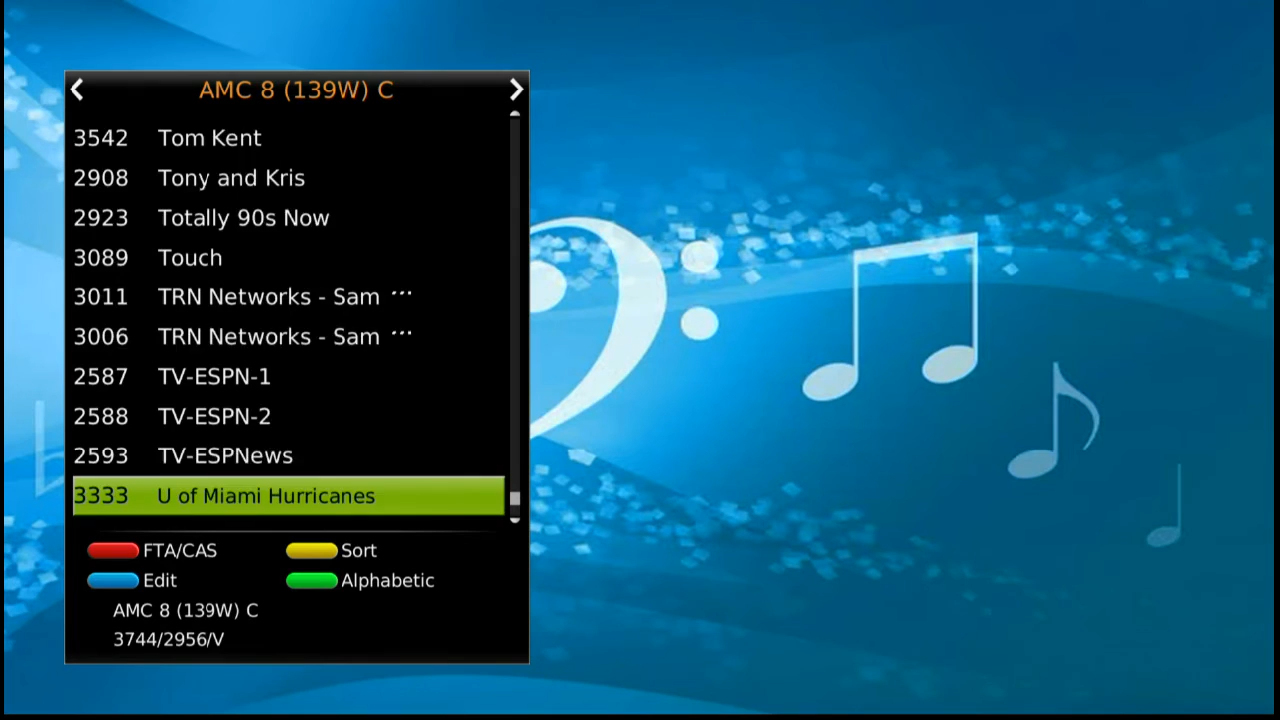 AMC 8 (139W) C
3542 Tom Kent
2908 Tony and Kris
2923 Totally 90s Now
3089 Touch
3011 TRN Networks - Sam ...
3006 TRN Networks - Sam ...
2587 TV-ESPN-1
2588 TV-ESPN-2
2593 TV-ESPNews
3333 U of Miami Hurricanes
FTA/CAS Sort
Edit Alphabetic
AMC 8 (139W) C
3744/2956/V